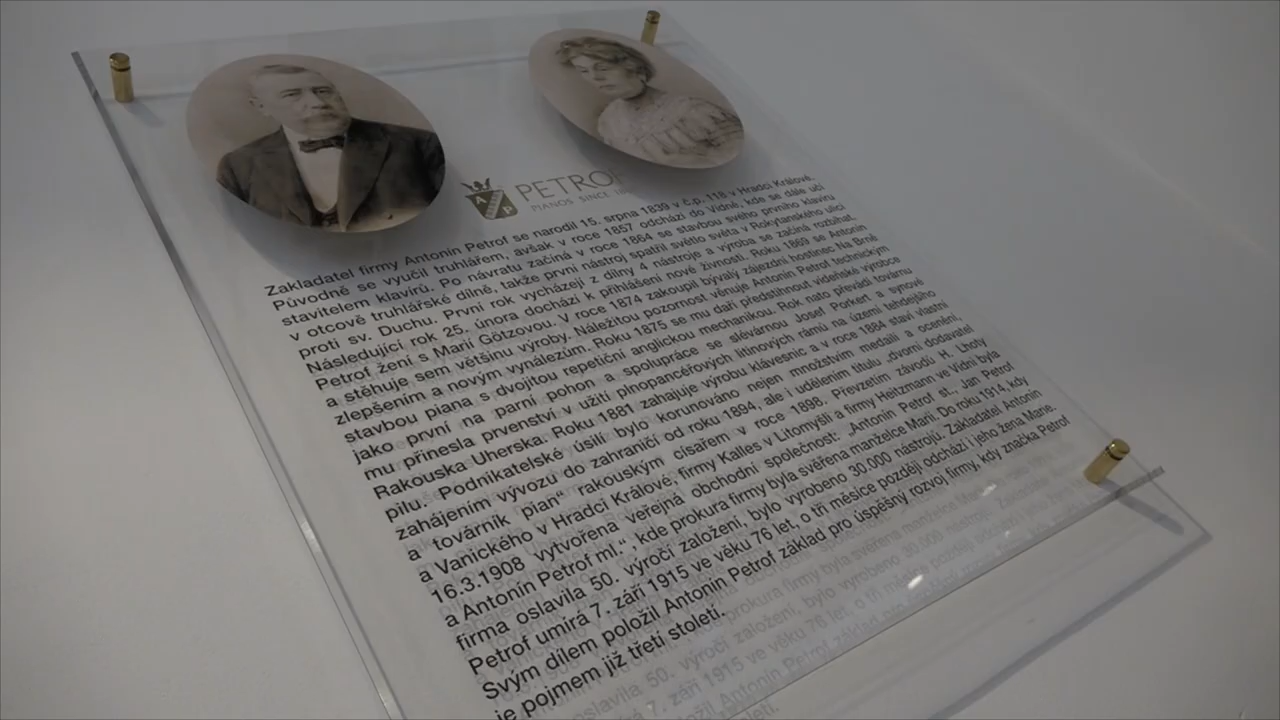 A P
PETRO
PIANOS SINCE
Zakladatel firmy Antonín Petrof se narodil 15. srpna 1839 v č.p. 118 v Hradci Králové.
Původně se vyučil truhlářem, avšak v roce 1857 odchází do Vídně, kde se dále učí
stavitelem klavírů. Po návratu začíná v roce 1864 se stavbou svého prvního klavíru
v otcově truhlářské dílně, takže první nástroj spatřil světlo světa v Rokytanského ulici
proti sv. Duchu. První rok vycházejí z dílny 4 nástroje a výroba se začíná rozbíhat.
Následující rok 25. února dochází k přihlášení nové živnosti. Roku 1869 se Antonín
Petrof žení s Marií Götzovou. V roce 1874 zakoupil bývalý zájezdní hostinec Na Brně
a stěhuje sem většinu výroby. Náležitou pozornost věnuje Antonín Petrof technickým
zlepšením a novým vynálezům. Roku 1875 se mu daří předstihnout vídeňské výrobce
stavbou piana s dvojitou repetiční anglickou mechanikou. Rok nato převádí továrnu
jako první na parní pohon a spolupráce se slévárnou Josef Porkert a synové
mu přinesla prvenství v užití plnopancéřových litinových rámů na území tehdejšího
Rakouska Uherska. Roku 1881 zahajuje výrobu klávesnic a v roce 1884 staví vlastní
pilu. Podnikatelské úsilí bylo korunováno nejen množstvím medailí a ocenění,
zahájením vývozu do zahraničí od roku 1894, ale i udělením titulu „dvorní dodavatel
a továrník pian“ rakouským císařem v roce 1898. Převzetím závodů H. Lhoty
a Vanického v Hradci Králové, firmy Kalles v Litomyšli a firmy Heitzmann ve Vídni byla
16.3.1908 vytvořena veřejná obchodní společnost: „Antonín Petrof st., Jan Petrof
a Antonín Petrof ml.“, kde prokura firmy byla svěřena manželce Marii. Do roku 1914, kdy
firma oslavila 50. výročí založení, bylo vyrobeno 30.000 nástrojů. Zakladatel Antonín
Petrof umírá 7. září 1915 ve věku 76 let, o tři měsíce později odchází i jeho žena Marie.
Svým dílem položil Antonín Petrof základ pro úspěšný rozvoj firmy, kdy značka Petrof
je pojmem již třetí století.